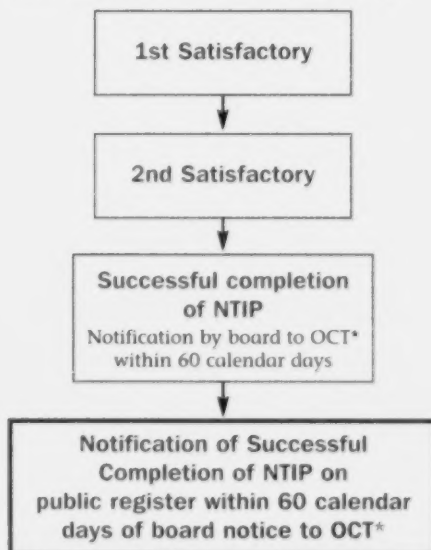 1st Satisfactory
2nd Satisfactory
Successful completion
of NTIP
Notification by board to OCT*
within 60 calendar days
Notification of Successful
Completion of NTIP on
public register within 60 calendar
days of board notice to OCT*